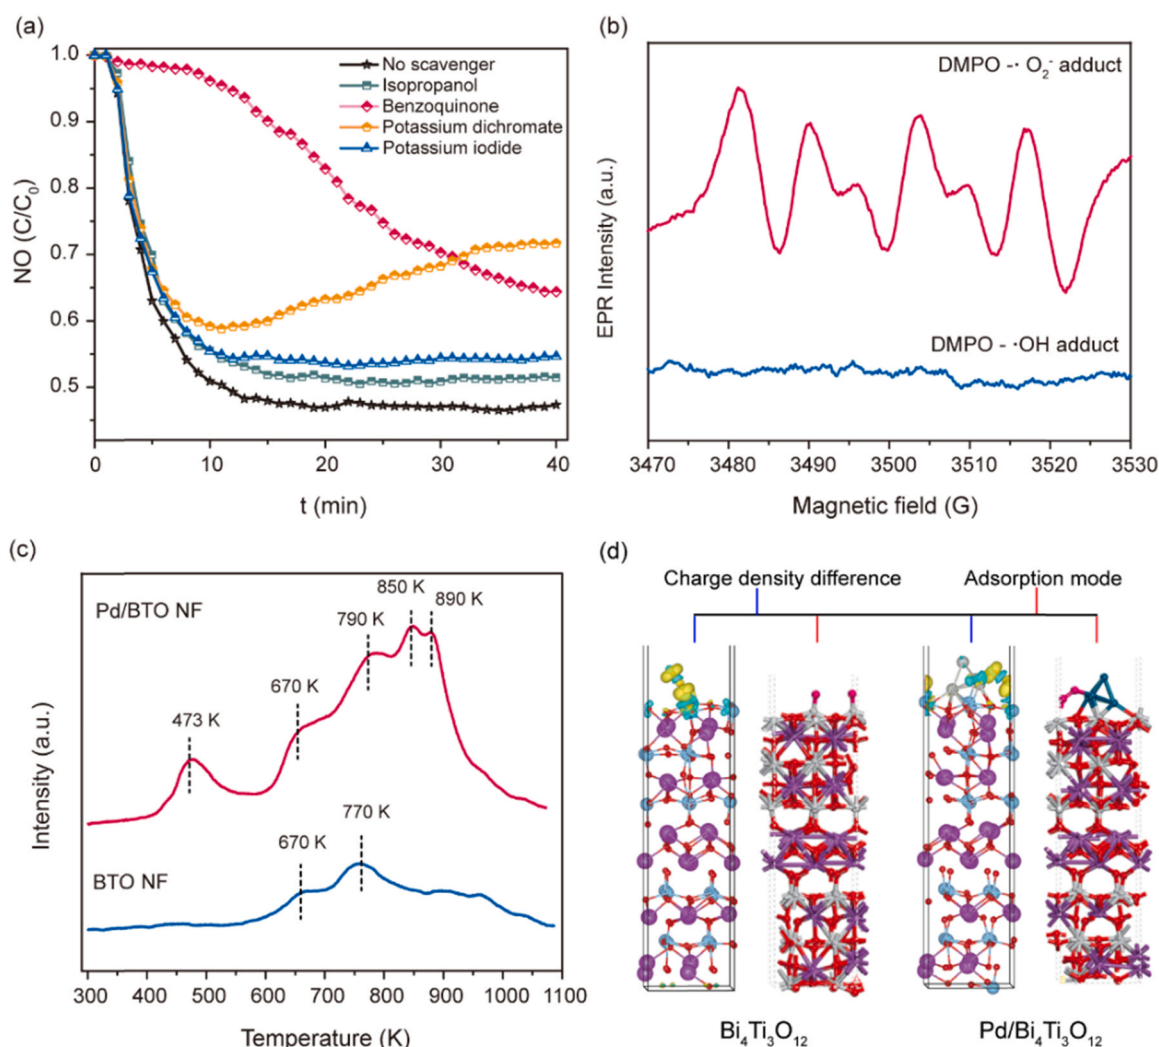 (a)
NO (C/C₀)
1.0
0.9
0.8
0.7
0.6
0.5
0
10
20
30
40
t (min)
No scavenger
Isopropanol
Benzoquinone
Potassium dichromate
Potassium iodide
(b)
EPR Intensity (a.u.)
DMPO -· O₂⁻ adduct
DMPO - ·OH adduct
3470
3480
3490
3500
3510
3520
3530
Magnetic field (G)
(c)
Intensity (a.u.)
Pd/BTO NF
473 K
670 K
790 K
850 K
890 K
BTO NF
670 K
770 K
300
400
500
600
700
800
900
1000
1100
Temperature (K)
(d)
Charge density difference
Adsorption mode
Bi₄Ti₃O₁₂
Pd/Bi₄Ti₃O₁₂